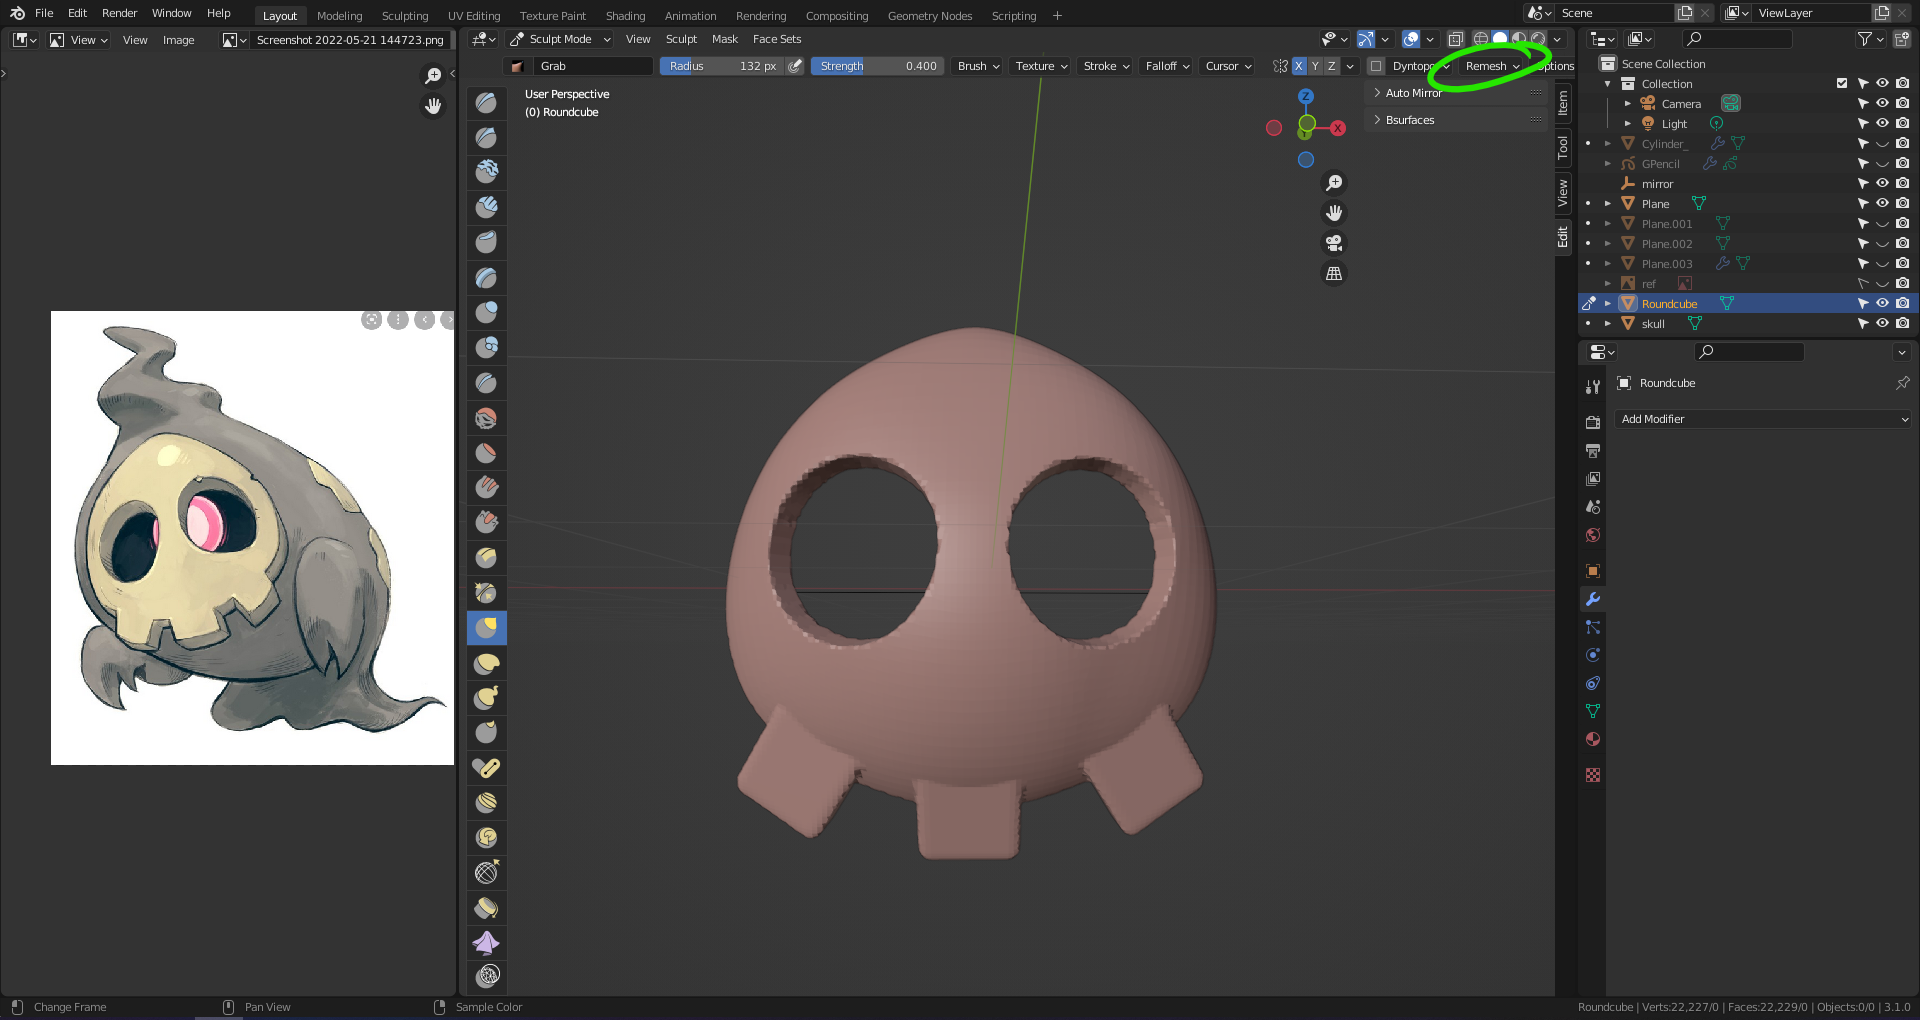 File Edit Render Window Help Layout Modeling Sculpting UV Editing Texture Paint Shading Animation Rendering Compositing Geometry Nodes Scripting + Scene ViewLayer
View View Image Screenshot 2022-05-21 144723.png Sculpt Mode View Sculpt Mask Face Sets
Grab Radius 132 px Strength 0.400 Brush Texture Stroke Falloff Cursor X Y Z Remesh
User Perspective
(0) Roundcube
Auto Mirror
Bsurfaces
Z
X
Y
Item
Tool
View
Edit
Scene Collection
Collection
Camera
Light
Cylinder_
GPencil
mirror
Plane
Plane.001
Plane.002
Plane.003
ref
Roundcube
skull
Roundcube
Add Modifier
Change Frame Pan View Sample Color Roundcube | Verts:22,227/0 | Faces:22,229/0 | Objects:0/0 | 3.1.0